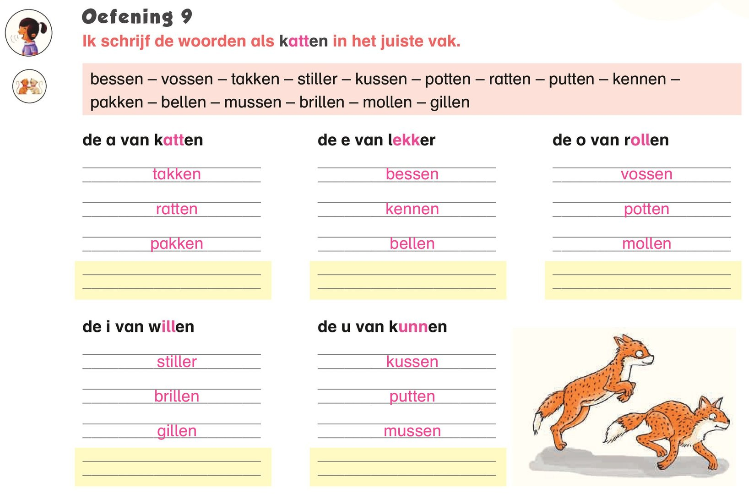 Oefening 9
Ik schrijf de woorden als katten in het juiste vak.
bessen – vossen – takken – stiller – kussen – potten – ratten – putten – kennen –
pakken – bellen – mussen – brillen – mollen – gillen
de a van katten
takken
ratten
pakken
de e van lekker
bessen
kennen
bellen
de o van rollen
vossen
potten
mollen
de i van willen
stiller
brillen
gillen
de u van kunnen
kussen
putten
mussen